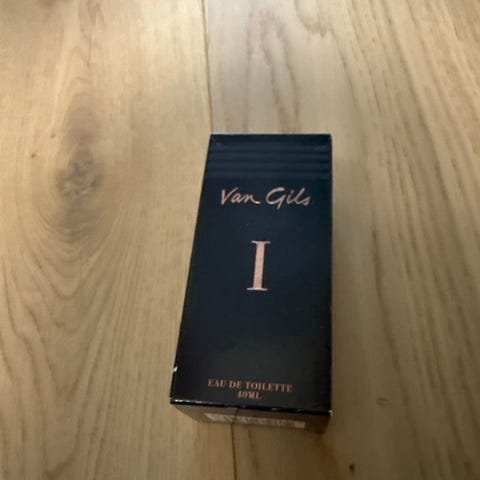 Van Gils
I
EAU DE TOILETTE
40ML